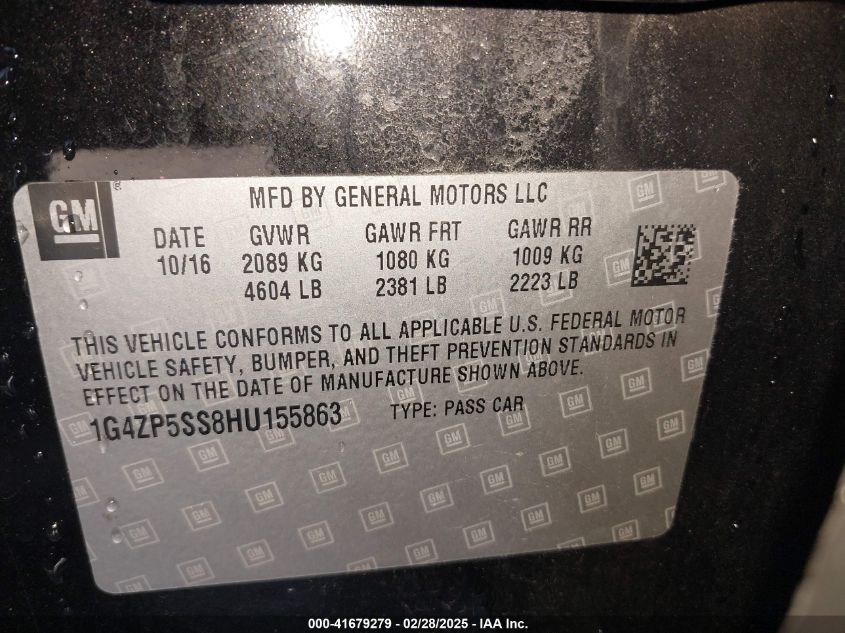 GM
MFD BY GENERAL MOTORS LLC
DATE GVWR GAWR FRT GAWR RR
10/16 2089 KG 1080 KG 1009 KG
4604 LB 2381 LB 2223 LB
THIS VEHICLE CONFORMS TO ALL APPLICABLE U.S. FEDERAL MOTOR
VEHICLE SAFETY, BUMPER, AND THEFT PREVENTION STANDARDS IN
EFFECT ON THE DATE OF MANUFACTURE SHOWN ABOVE.
1G4ZP5SS8HU155863 TYPE: PASS CAR
000-41679279 - 02/28/2025 - IAA Inc.